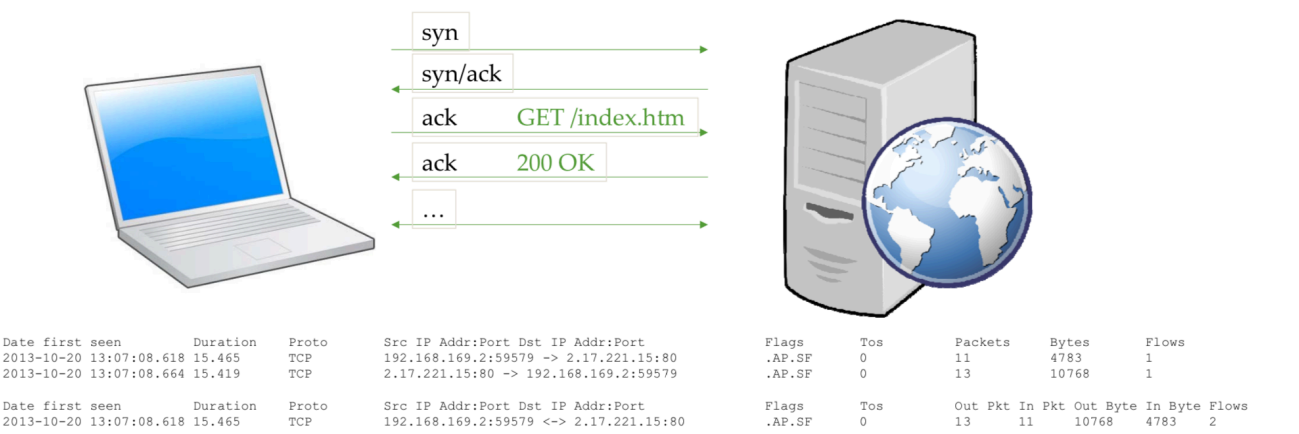 syn
syn/ack
ack GET /index.htm
ack 200 OK
...
Date first seen Duration Proto Src IP Addr:Port Dst IP Addr:Port Flags Tos Packets Bytes Flows
2013-10-20 13:07:08.618 15.465 TCP 192.168.169.2:59579 -> 2.17.221.15:80 .AP.SF 0 11 4783 1
2013-10-20 13:07:08.664 15.419 TCP 2.17.221.15:80 -> 192.168.169.2:59579 .AP.SF 0 13 10768 1
Date first seen Duration Proto Src IP Addr:Port Dst IP Addr:Port Flags Tos Out Pkt In Pkt Out Byte In Byte Flows
2013-10-20 13:07:08.618 15.465 TCP 192.168.169.2:59579 <-> 2.17.221.15:80 .AP.SF 0 13 11 10768 4783 2